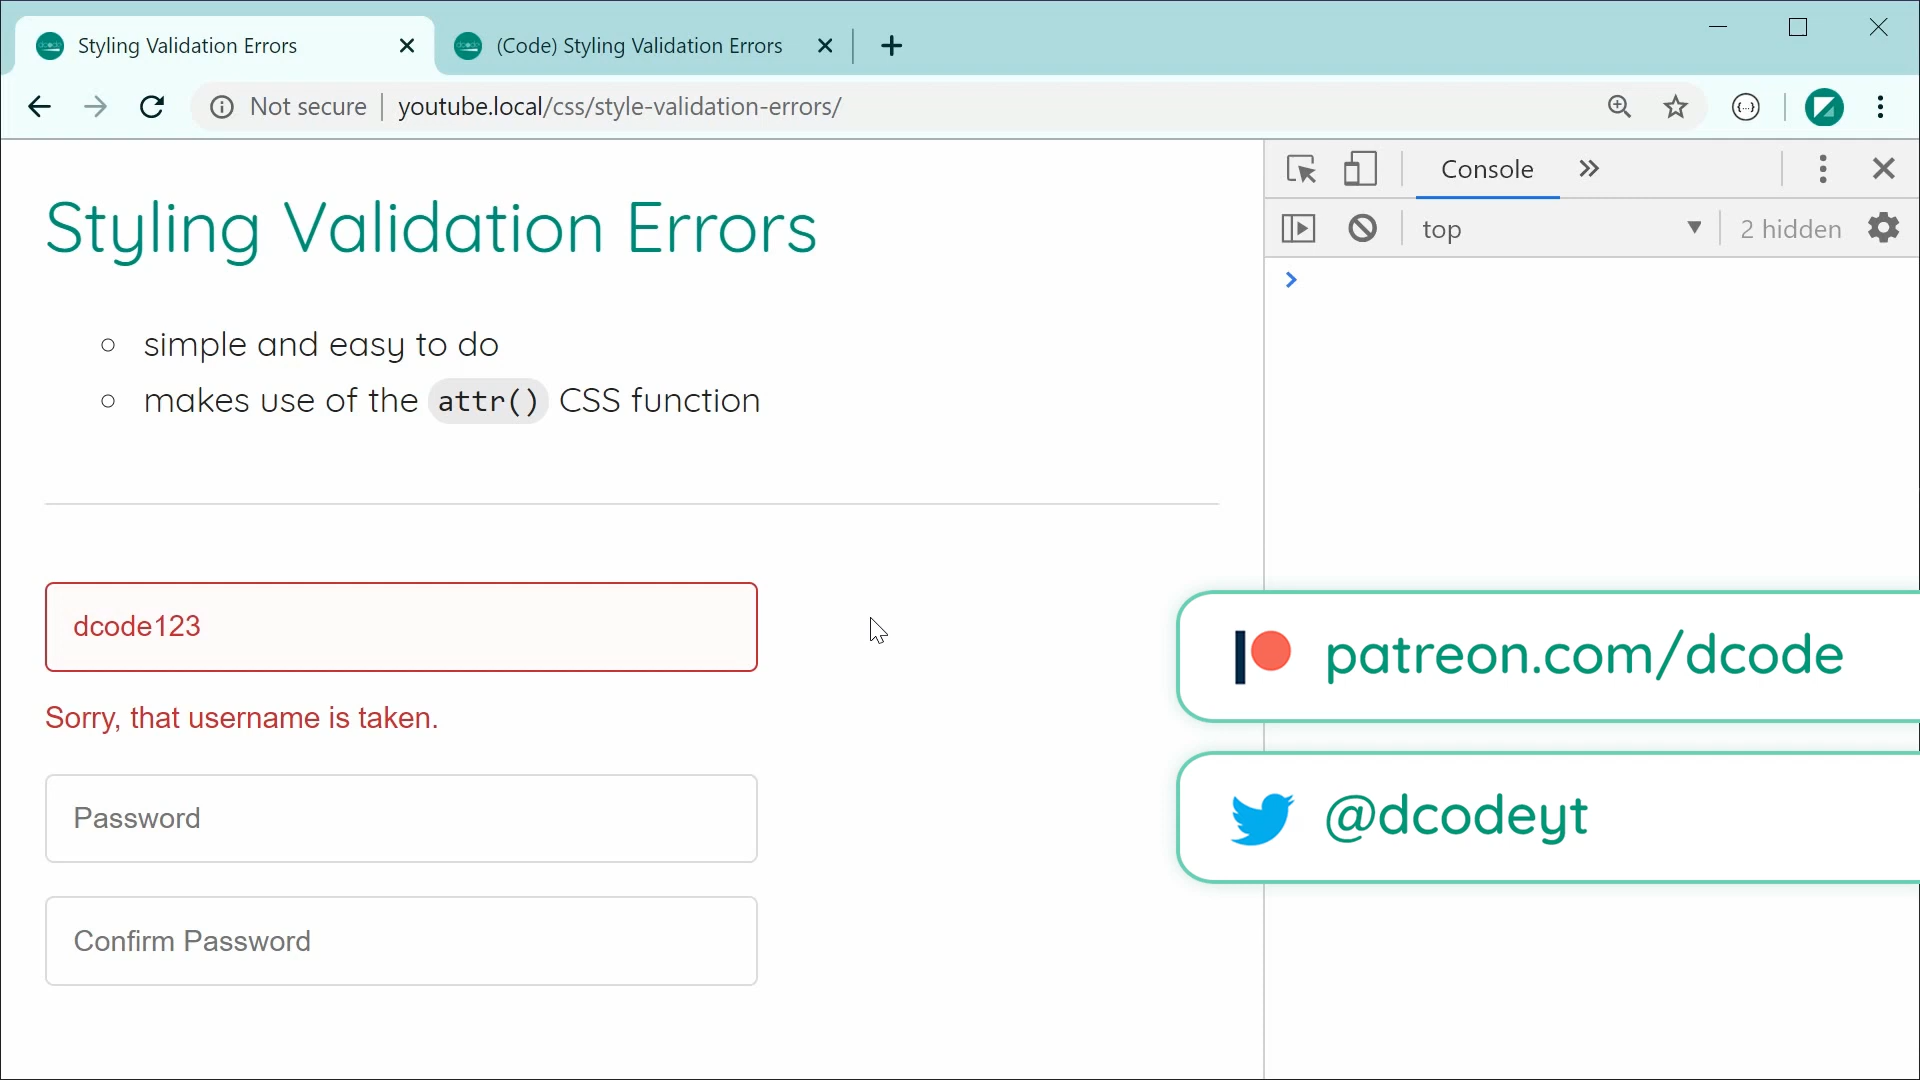 Styling Validation Errors
(Code) Styling Validation Errors
Not secure
youtube.local/css/style-validation-errors/
Console
top
2 hidden
Styling Validation Errors
simple and easy to do
makes use of the attr() CSS function
dcode123
Sorry, that username is taken.
Password
Confirm Password
patreon.com/dcode
@dcodeyt